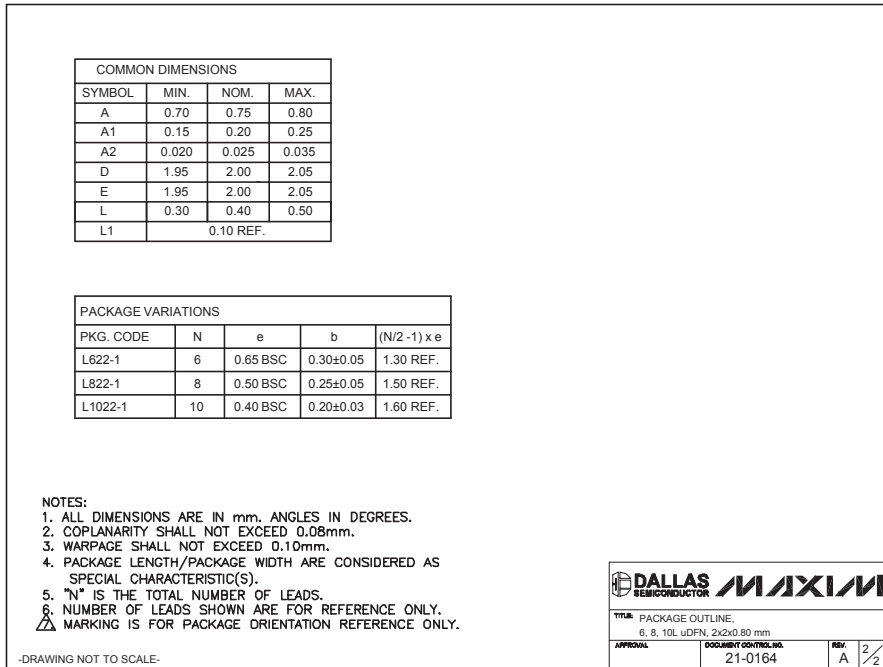 COMMON DIMENSIONS
SYMBOL MIN. NOM. MAX.
A 0.70 0.75 0.80
A1 0.15 0.20 0.25
A2 0.020 0.025 0.035
D 1.95 2.00 2.05
E 1.95 2.00 2.05
L 0.30 0.40 0.50
L1 0.10 REF.
PACKAGE VARIATIONS
PKG. CODE N e b (N/2 -1) x e
L622-1 6 0.65 BSC 0.30±0.05 1.30 REF.
L822-1 8 0.50 BSC 0.25±0.05 1.50 REF.
L1022-1 10 0.40 BSC 0.20±0.03 1.60 REF.
NOTES:
1. ALL DIMENSIONS ARE IN mm. ANGLES IN DEGREES.
2. COPLANARITY SHALL NOT EXCEED 0.08mm.
3. WARPAGE SHALL NOT EXCEED 0.10mm.
4. PACKAGE LENGTH/PACKAGE WIDTH ARE CONSIDERED AS
SPECIAL CHARACTERISTIC(S).
5. "N" IS THE TOTAL NUMBER OF LEADS.
6. NUMBER OF LEADS SHOWN ARE FOR REFERENCE ONLY.
7. MARKING IS FOR PACKAGE ORIENTATION REFERENCE ONLY.
-DRAWING NOT TO SCALE-
DALLAS SEMICONDUCTOR MAXIM
TITLE: PACKAGE OUTLINE,
6, 8, 10L uDFN, 2x2x0.80 mm
APPROVAL DOCUMENT CONTROL NO. REV.
21-0164 A 2/2